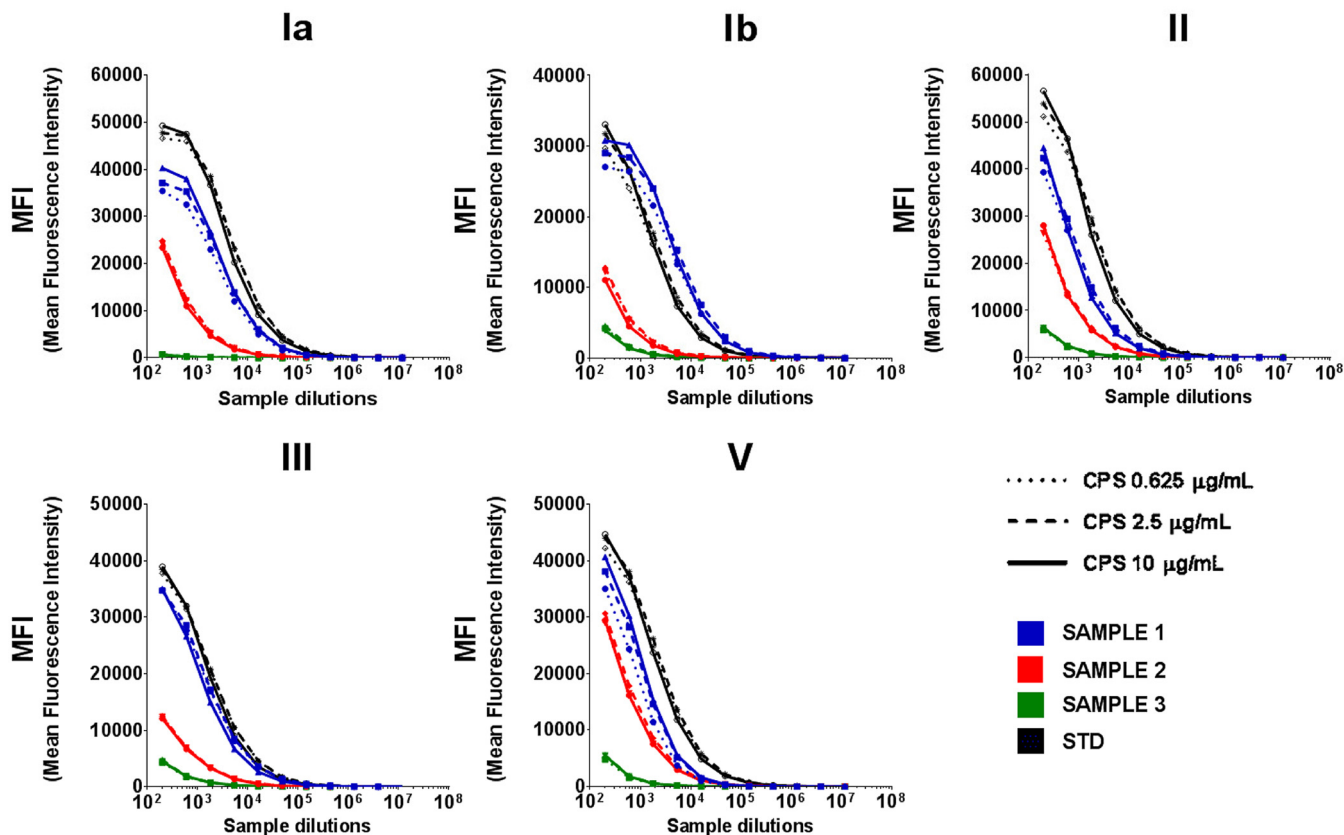 Ia
Ib
II
MFI
(Mean Fluorescence Intensity)
60000
50000
40000
30000
20000
10000
0
10² 10³ 10⁴ 10⁵ 10⁶ 10⁷ 10⁸
Sample dilutions
MFI
(Mean Fluorescence Intensity)
40000
30000
20000
10000
0
10² 10³ 10⁴ 10⁵ 10⁶ 10⁷ 10⁸
Sample dilutions
MFI
(Mean Fluorescence Intensity)
60000
50000
40000
30000
20000
10000
0
10² 10³ 10⁴ 10⁵ 10⁶ 10⁷ 10⁸
Sample dilutions
III
V
MFI
(Mean Fluorescence Intensity)
50000
40000
30000
20000
10000
0
10² 10³ 10⁴ 10⁵ 10⁶ 10⁷ 10⁸
Sample dilutions
MFI
(Mean Fluorescence Intensity)
50000
40000
30000
20000
10000
0
10² 10³ 10⁴ 10⁵ 10⁶ 10⁷ 10⁸
Sample dilutions
CPS 0.625 μg/mL
CPS 2.5 μg/mL
CPS 10 μg/mL
SAMPLE 1
SAMPLE 2
SAMPLE 3
STD